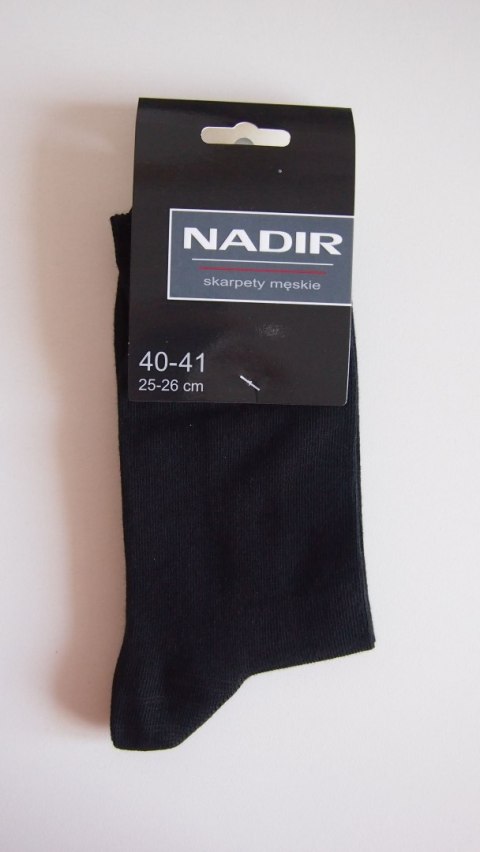 NADIR
skarpety męskie
40-41
25-26 cm